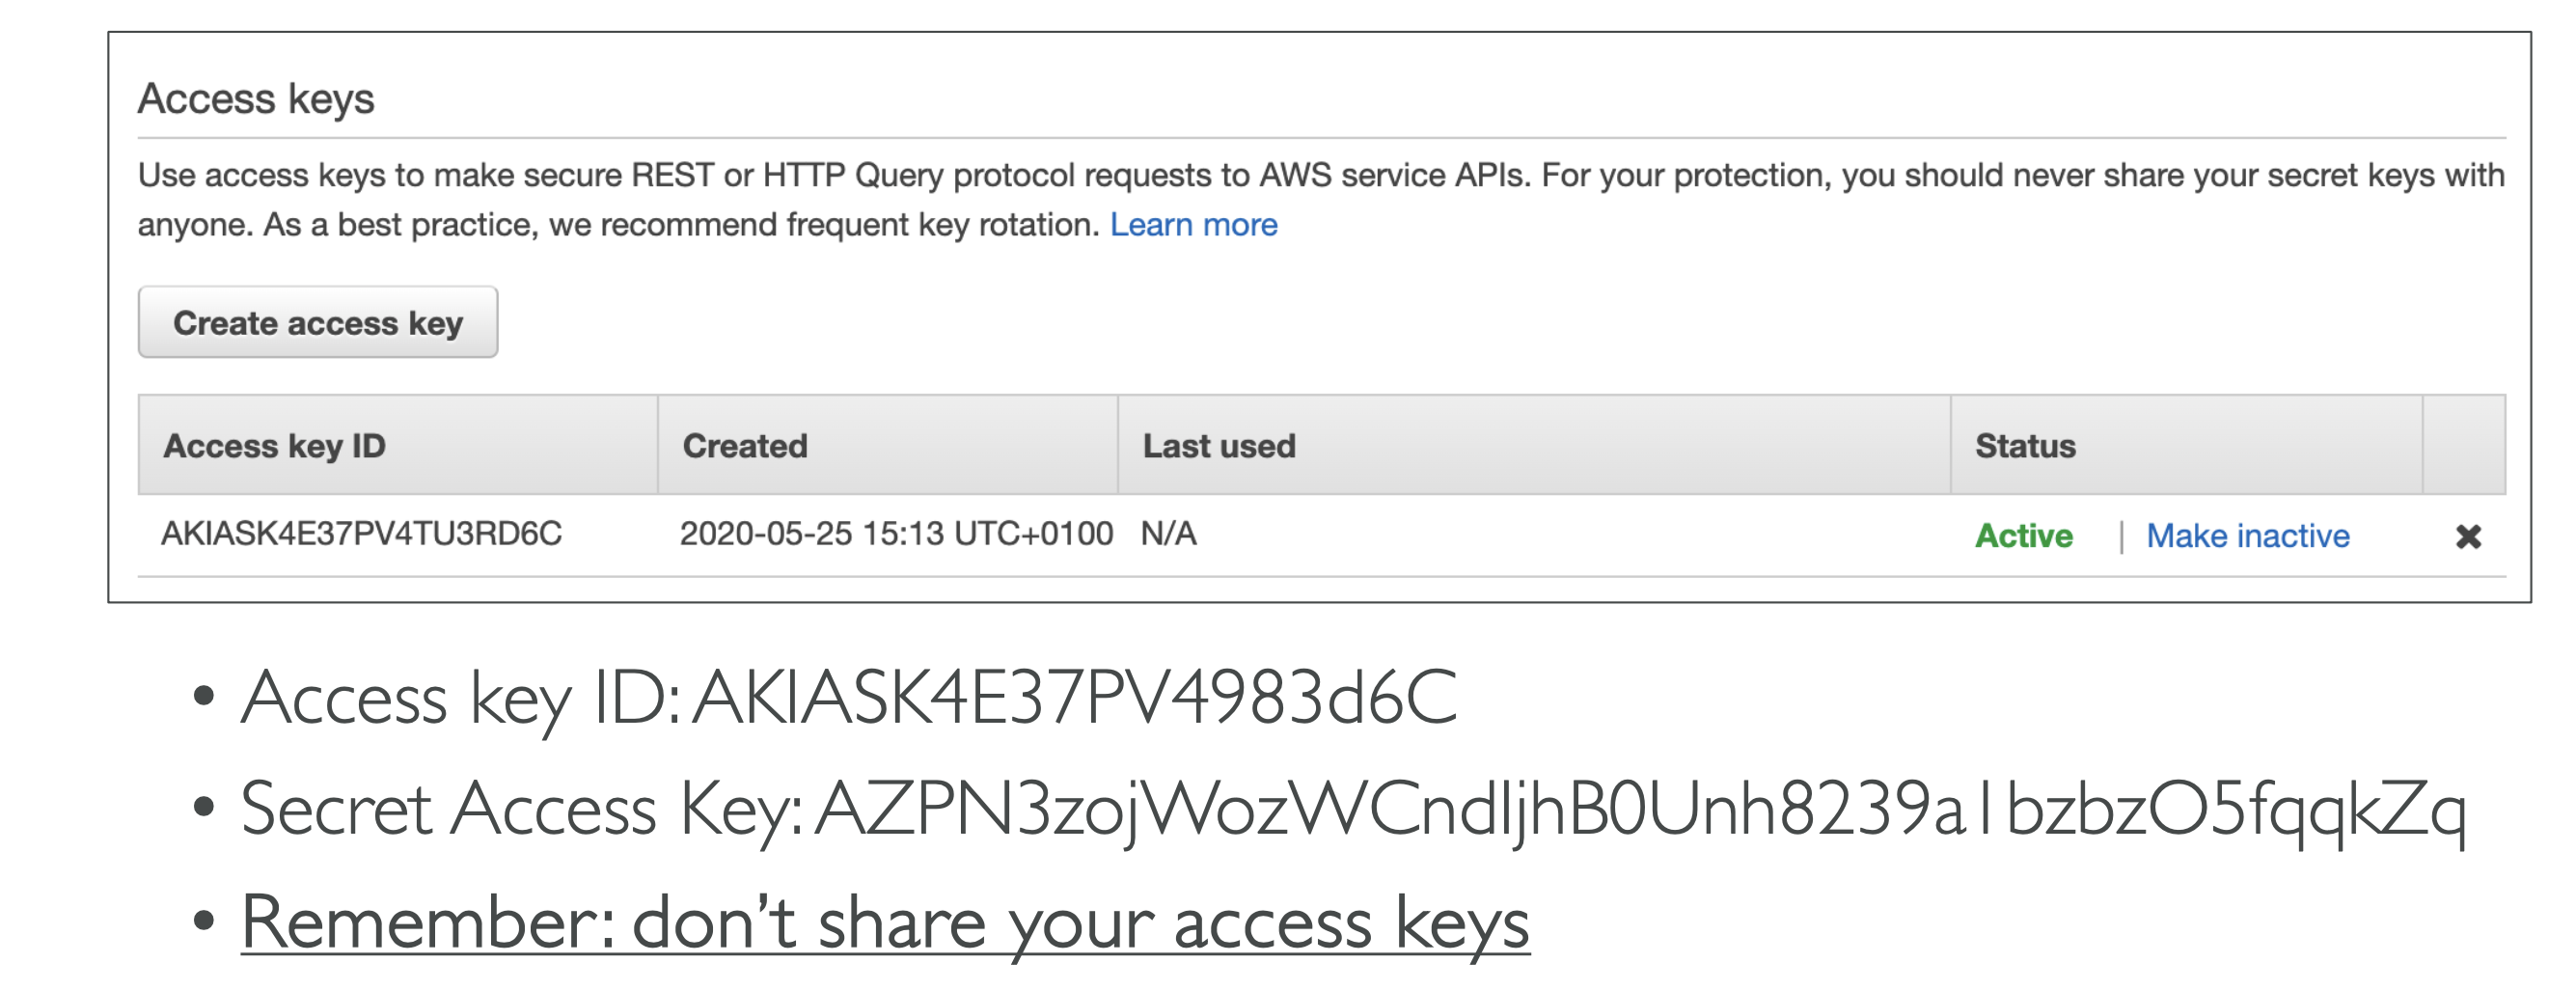 Access keys
Use access keys to make secure REST or HTTP Query protocol requests to AWS service APIs. For your protection, you should never share your secret keys with
anyone. As a best practice, we recommend frequent key rotation. Learn more
Create access key
Access key ID Created Last used Status
AKIASK4E37PV4TU3RD6C 2020-05-25 15:13 UTC+0100 N/A Active | Make inactive ✖
• Access key ID: AKIASK4E37PV4983d6C
• Secret Access Key: AZPN3zojWozWCndIjhB0Unh8239a1bzbzO5fqqkZq
• Remember: don’t share your access keys